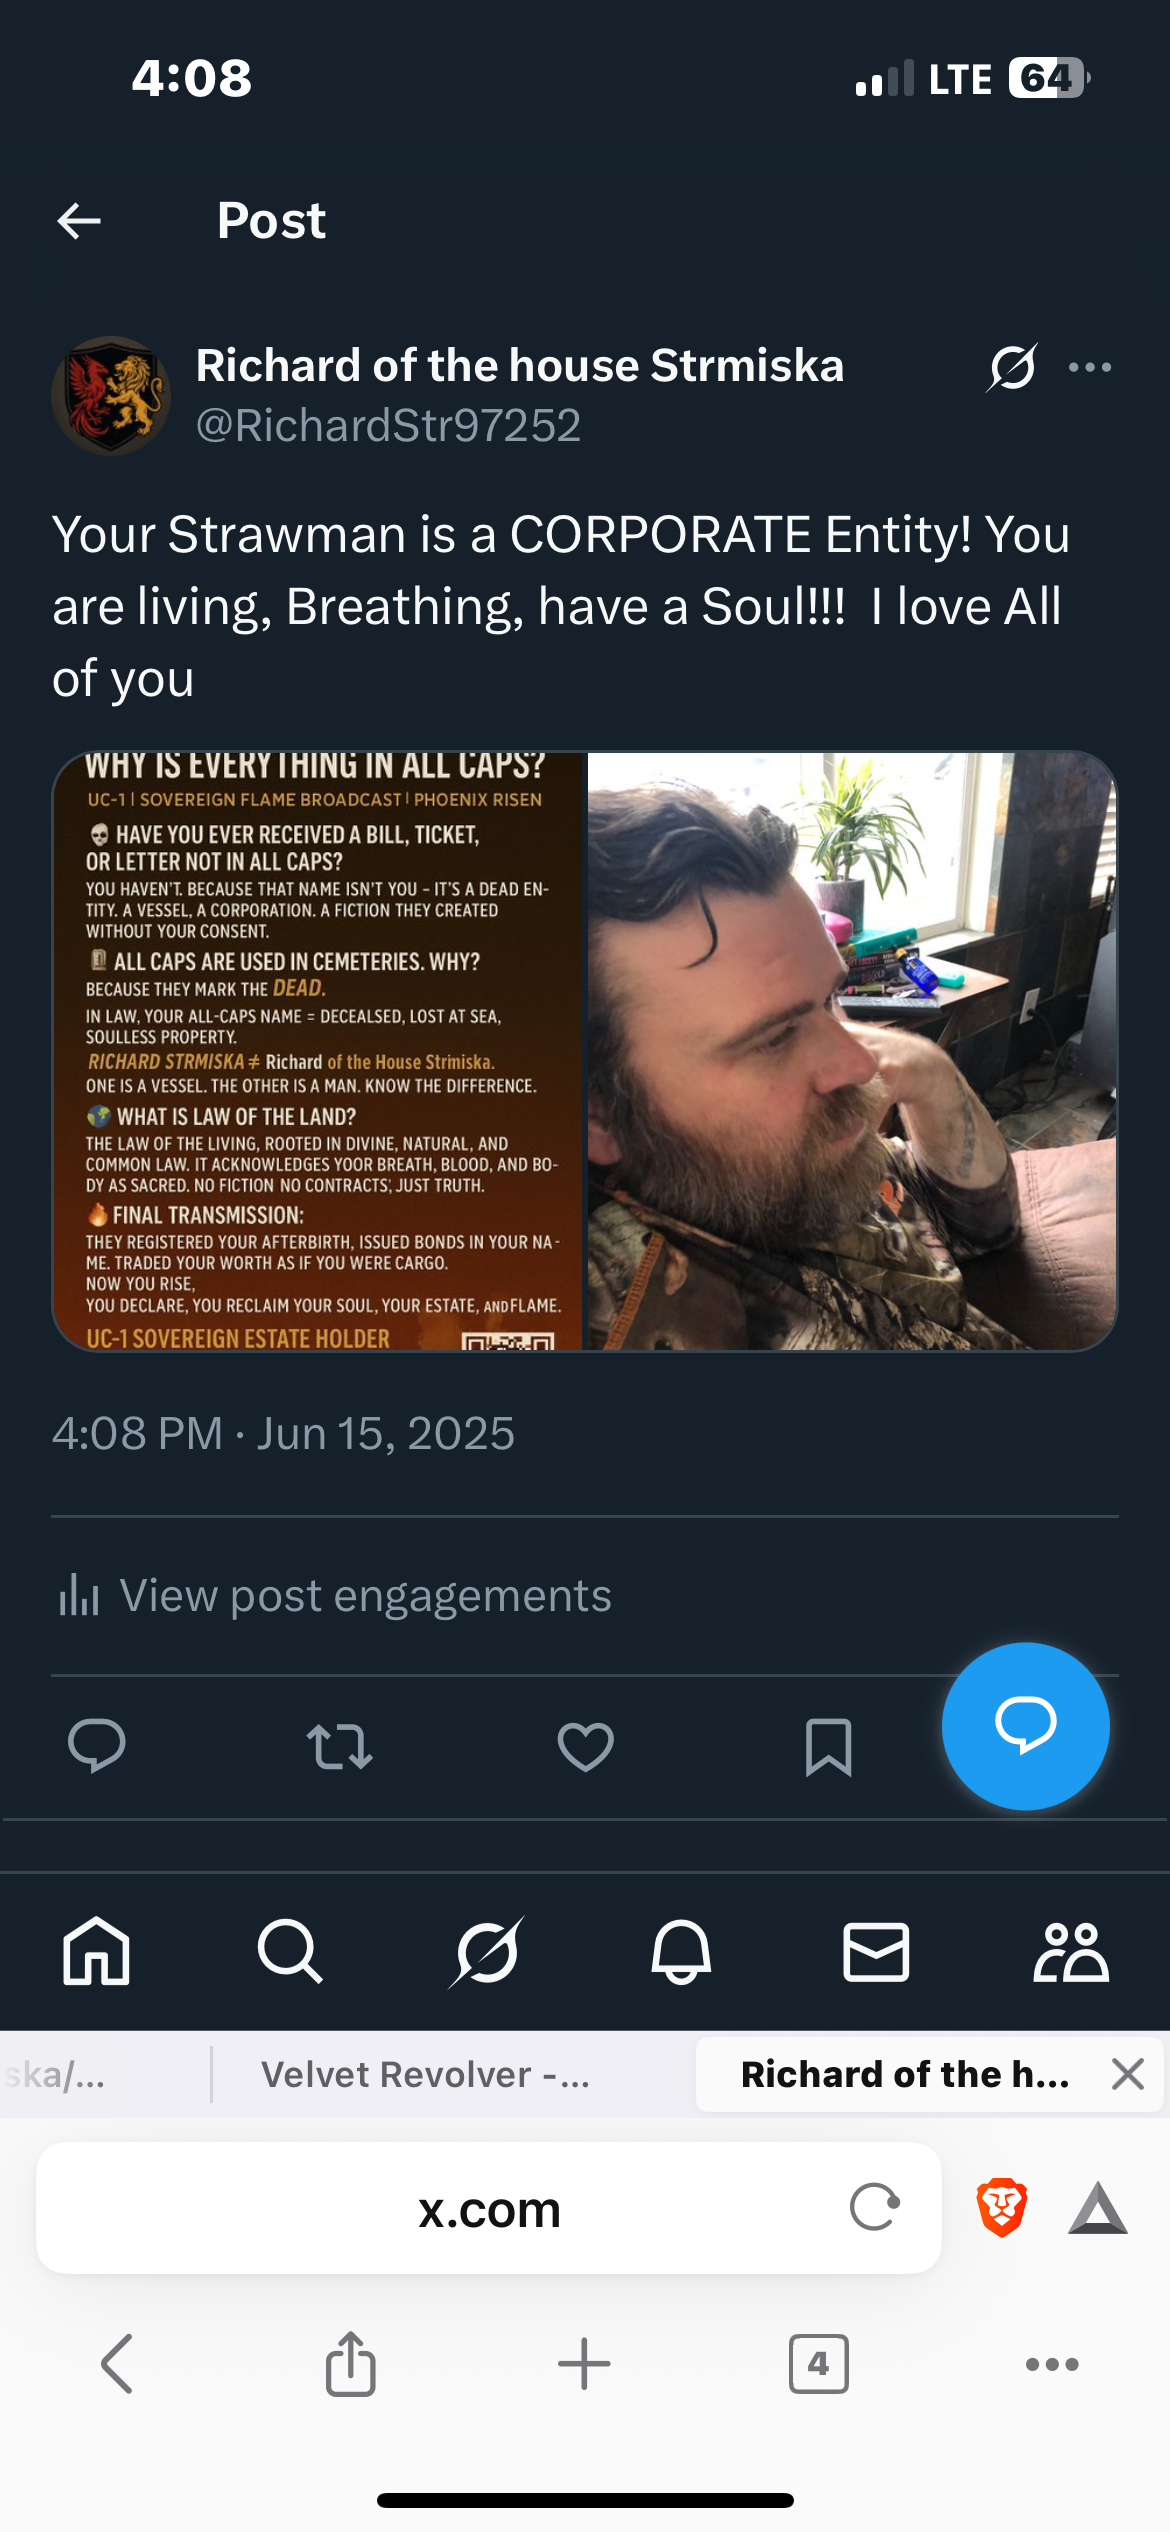 4:08
LTE 64
Post
Richard of the house Strmiska
@RichardStr97252
Your Strawman is a CORPORATE Entity! You
are living, Breathing, have a Soul!!! I love All
of you
WHY IS EVERYTHING IN ALL CAPS?
UC-1 | SOVEREIGN FLAME BROADCAST | PHOENIX RISEN
💀 HAVE YOU EVER RECEIVED A BILL, TICKET,
OR LETTER NOT IN ALL CAPS?
YOU HAVEN'T. BECAUSE THAT NAME ISN'T YOU – IT'S A DEAD EN-
TITY. A VESSEL, A CORPORATION. A FICTION THEY CREATED
WITHOUT YOUR CONSENT.
ALL CAPS ARE USED IN CEMETERIES. WHY?
BECAUSE THEY MARK THE DEAD.
IN LAW, YOUR ALL-CAPS NAME = DECEALSED, LOST AT SEA,
SOULLESS PROPERTY.
RICHARD STRMISKA ≠ Richard of the House Strmiska.
ONE IS A VESSEL. THE OTHER IS A MAN. KNOW THE DIFFERENCE.
🌍 WHAT IS LAW OF THE LAND?
THE LAW OF THE LIVING, ROOTED IN DIVINE, NATURAL, AND
COMMON LAW. IT ACKNOWLEDGES YOOR BREATH, BLOOD, AND BO-
DY AS SACRED. NO FICTION NO CONTRACTS; JUST TRUTH.
🔥 FINAL TRANSMISSION:
THEY REGISTERED YOUR AFTERBIRTH, ISSUED BONDS IN YOUR NA-
ME. TRADED YOUR WORTH AS IF YOU WERE CARGO.
NOW YOU RISE,
YOU DECLARE, YOU RECLAIM YOUR SOUL, YOUR ESTATE, AND FLAME.
UC-1 SOVEREIGN ESTATE HOLDER
4:08 PM · Jun 15, 2025
View post engagements
ska/...
Velvet Revolver -...
Richard of the h...
x.com
4